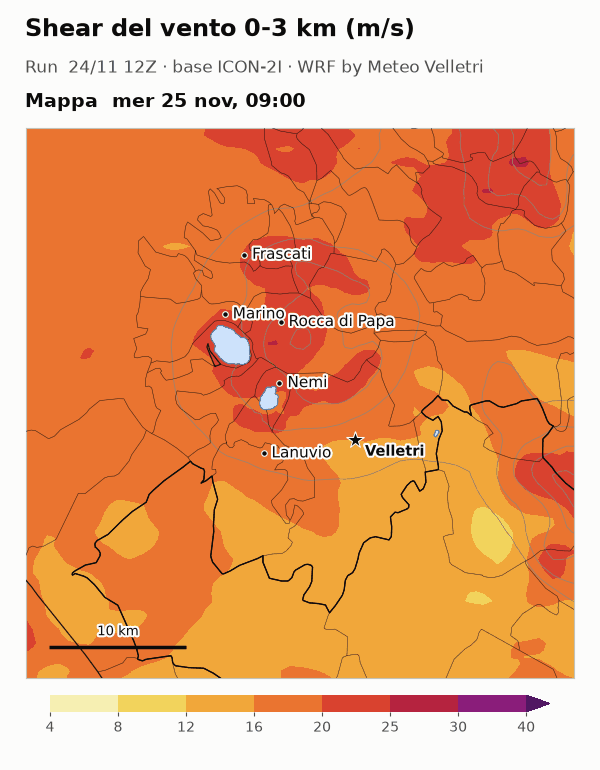 Shear del vento 0-3 km (m/s)
Run  24/11 12Z · base ICON-2I · WRF by Meteo Velletri
Mappa  mer 25 nov, 09:00
Frascati
Marino
Rocca di Papa
Nemi
Velletri
Lanuvio
10 km
4 8 12 16 20 25 30 40